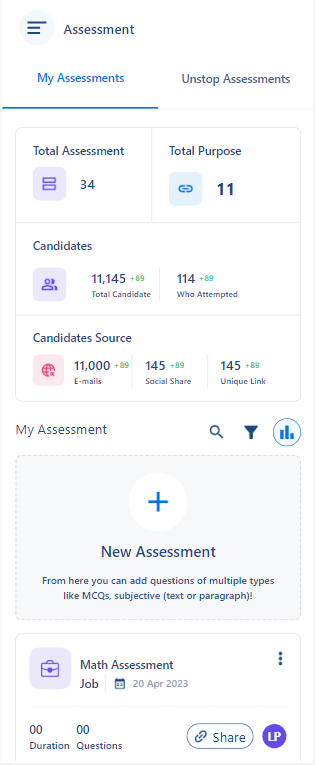 Assessment
My Assessments Unstop Assessments
Total Assessment Total Purpose
34 11
Candidates
11,145 +89 114 +89
Total Candidate Who Attempted
Candidates Source
11,000 +89 145 +89 145 +89
E-mails Social Share Unique Link
My Assessment
New Assessment
From here you can add questions of multiple types
like MCQs, subjective (text or paragraph)!
Math Assessment
Job 20 Apr 2023
00 00
Duration Questions Share LP